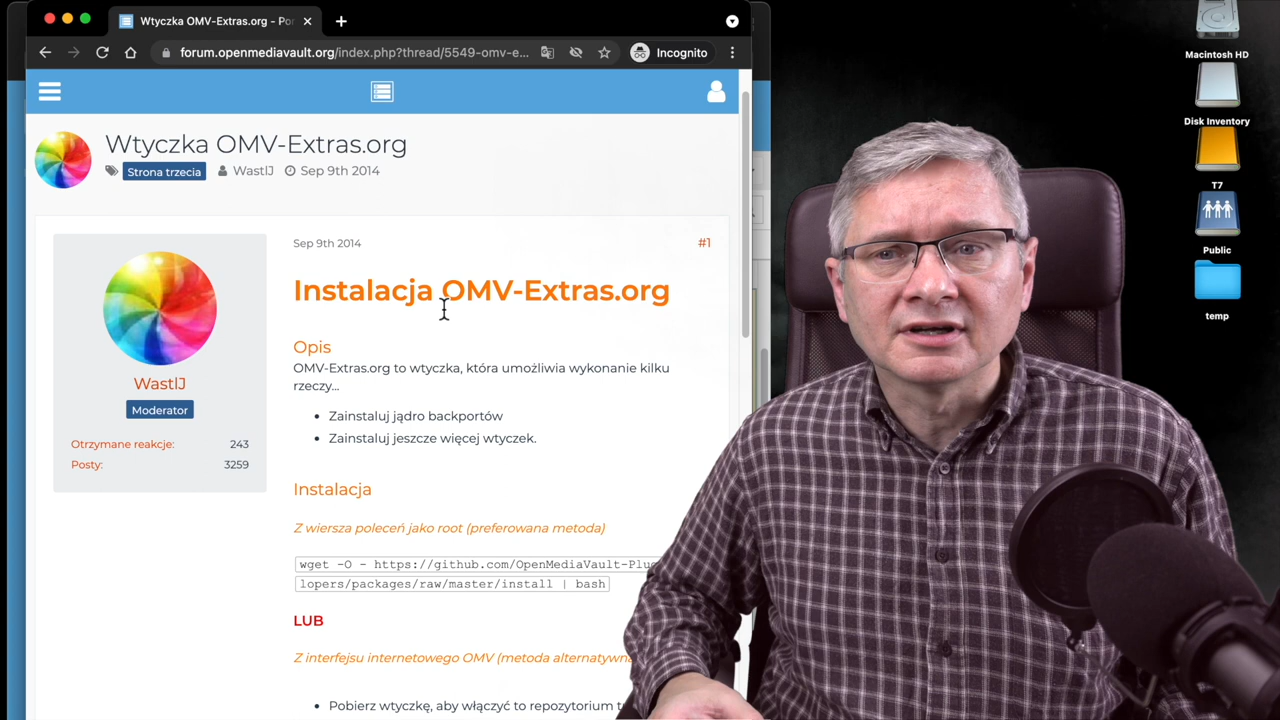 Wtyczka OMV-Extras.org - Por
forum.openmediavault.org/index.php?thread/5549-omv-e...
Incognito
Wtyczka OMV-Extras.org
Strona trzecia
WastlJ
Sep 9th 2014
WastlJ
Moderator
Otrzymane reakcje: 243
Posty: 3259
Sep 9th 2014
#1
Instalacja OMV-Extras.org
Opis
OMV-Extras.org to wtyczka, która umożliwia wykonanie kilku
rzeczy...
Zainstaluj jądro backportów
Zainstaluj jeszcze więcej wtyczek.
Instalacja
Z wiersza poleceń jako root (preferowana metoda)
wget -O - https://github.com/OpenMediaVault-Plug
lopers/packages/raw/master/install | bash
LUB
Z interfejsu internetowego OMV (metoda alternatywna
Pobierz wtyczkę, aby włączyć to repozytorium
Macintosh HD
Disk Inventory
T7
Public
temp